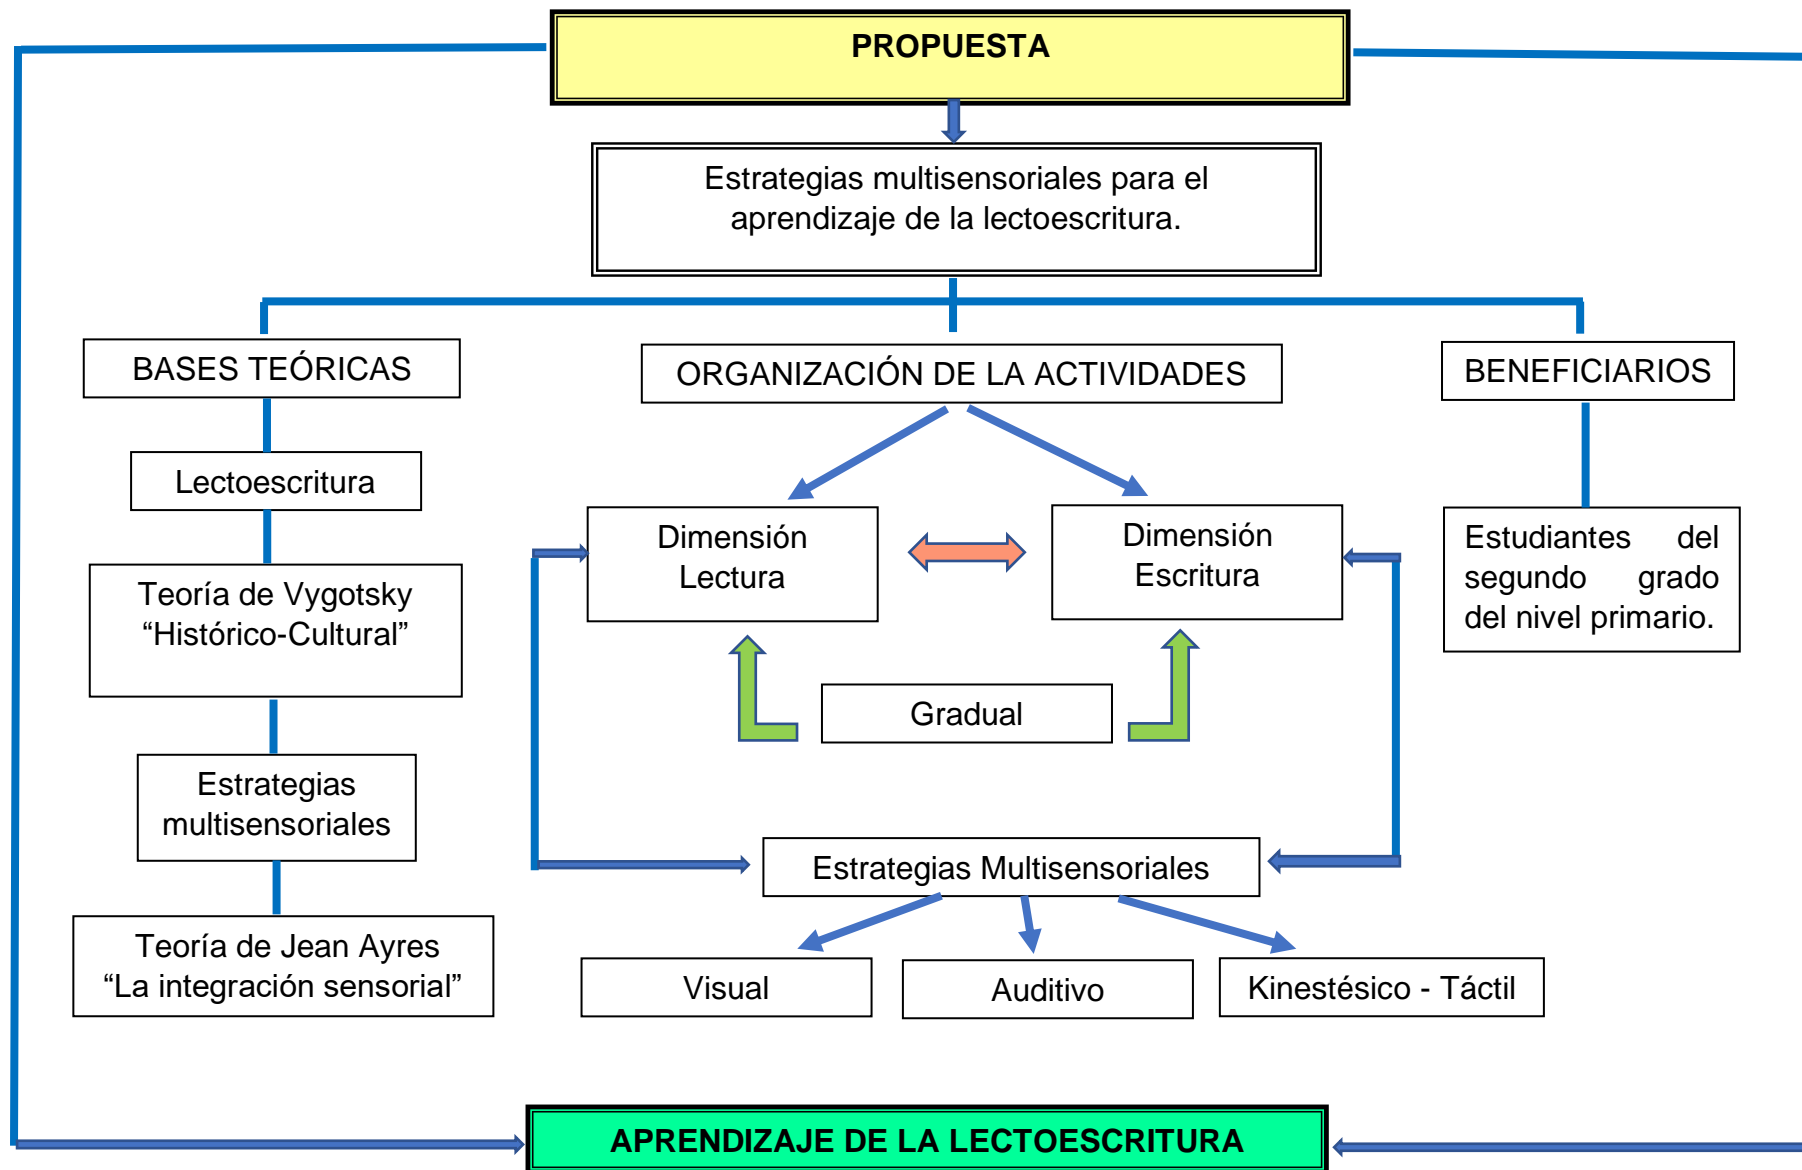 PROPUESTA
Estrategias multisensoriales para el
aprendizaje de la lectoescritura.
BASES TEÓRICAS
ORGANIZACIÓN DE LA ACTIVIDADES
BENEFICIARIOS
Lectoescritura
Teoría de Vygotsky
“Histórico-Cultural”
Estrategias
multisensoriales
Teoría de Jean Ayres
“La integración sensorial”
Dimensión
Lectura
Dimensión
Escritura
Gradual
Estrategias Multisensoriales
Visual
Auditivo
Kinestésico - Táctil
Estudiantes del
segundo grado
del nivel primario.
APRENDIZAJE DE LA LECTOESCRITURA